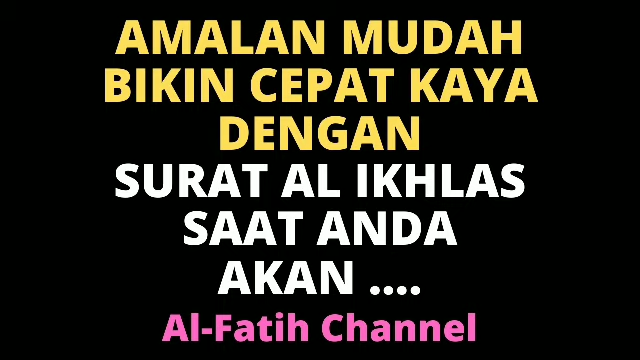 AMALAN MUDAH
BIKIN CEPAT KAYA
DENGAN
SURAT AL IKHLAS
SAAT ANDA
AKAN ....
Al-Fatih Channel